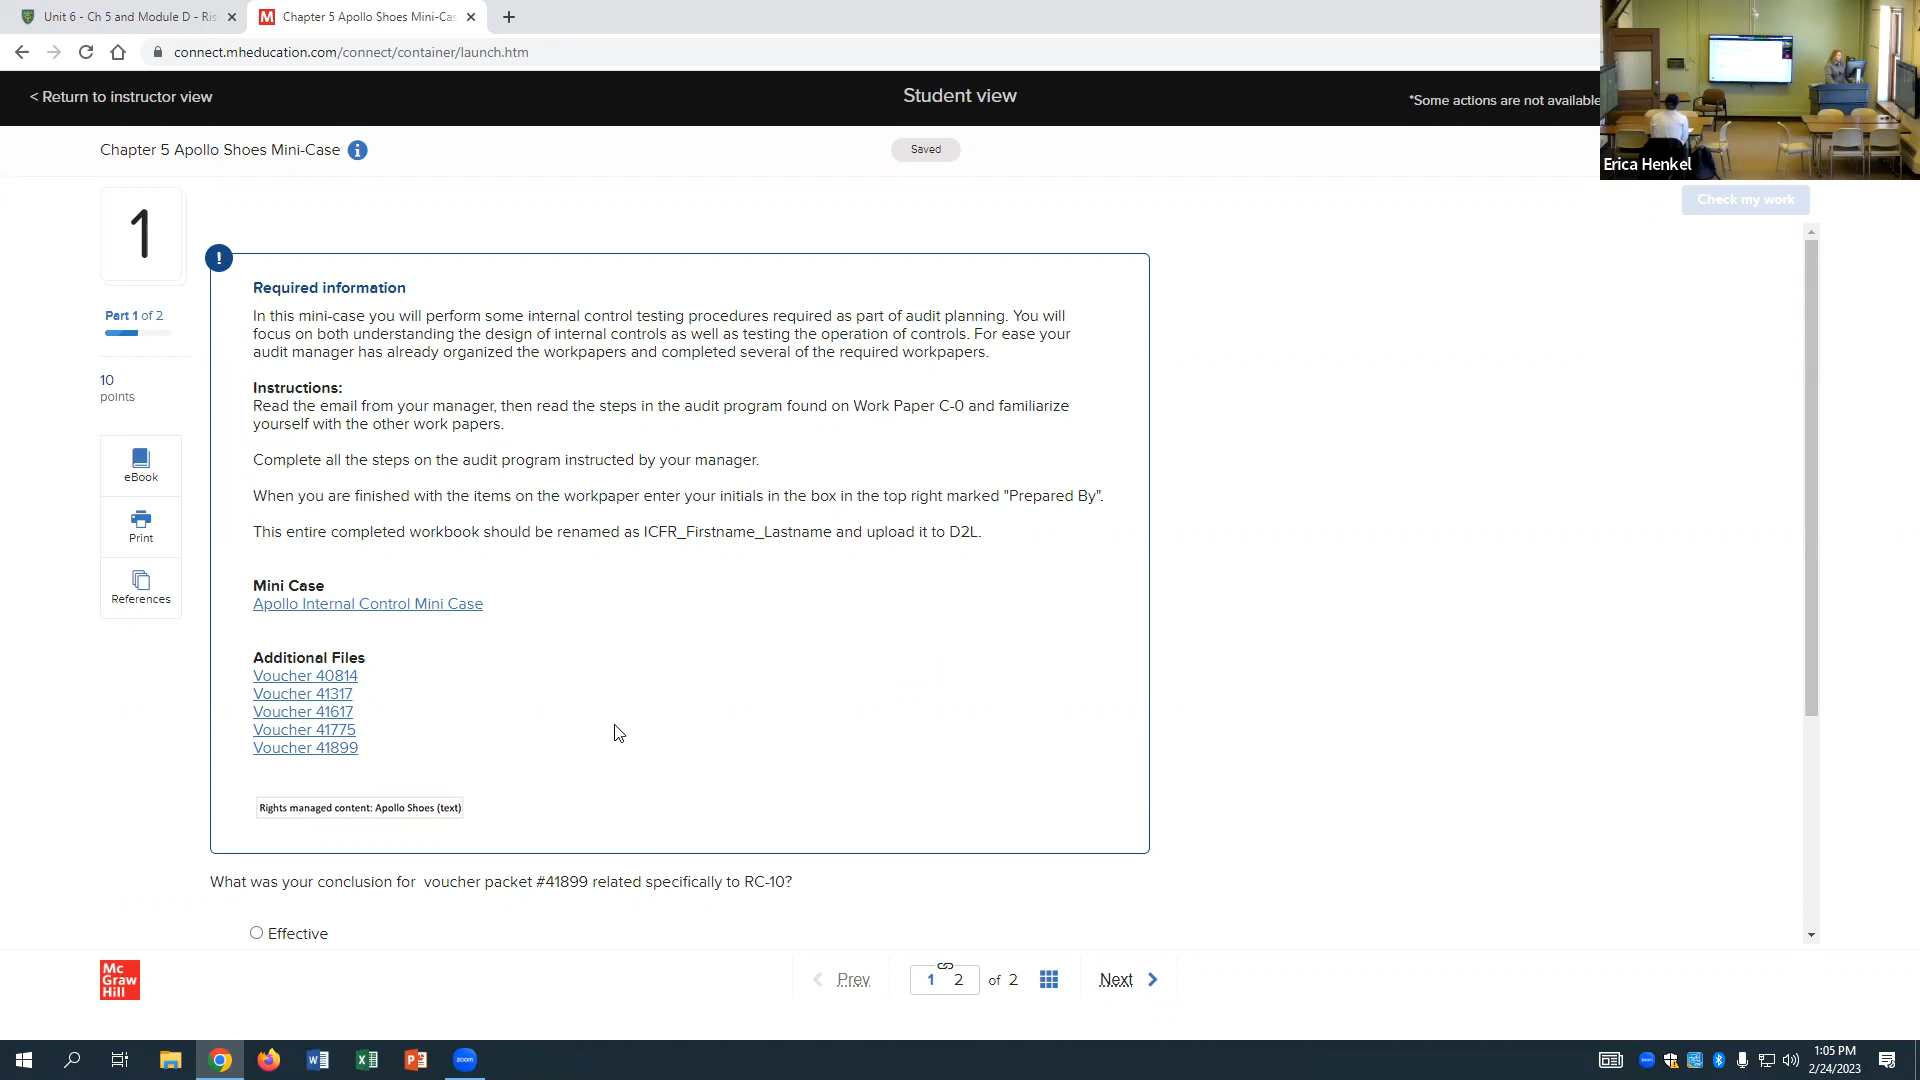 Unit 6 - Ch 5 and Module D - Ris
Chapter 5 Apollo Shoes Mini-Cas
connect.mheducation.com/connect/container/launch.htm
< Return to instructor view
Student view
*Some actions are not available
Erica Henkel
Chapter 5 Apollo Shoes Mini-Case
Saved
Check my work
1
Part 1 of 2
10
points
eBook
Print
References
!
Required information
In this mini-case you will perform some internal control testing procedures required as part of audit planning. You will
focus on both understanding the design of internal controls as well as testing the operation of controls. For ease your
audit manager has already organized the workpapers and completed several of the required workpapers.
Instructions:
Read the email from your manager, then read the steps in the audit program found on Work Paper C-0 and familiarize
yourself with the other work papers.
Complete all the steps on the audit program instructed by your manager.
When you are finished with the items on the workpaper enter your initials in the box in the top right marked "Prepared By".
This entire completed workbook should be renamed as ICFR_Firstname_Lastname and upload it to D2L.
Mini Case
Apollo Internal Control Mini Case
Additional Files
Voucher 40814
Voucher 41317
Voucher 41617
Voucher 41775
Voucher 41899
Rights managed content: Apollo Shoes (text)
What was your conclusion for voucher packet #41899 related specifically to RC-10?
Effective
Mc
Graw
Hill
Prev
1 2 of 2
Next
zoom
1:05 PM
2/24/2023